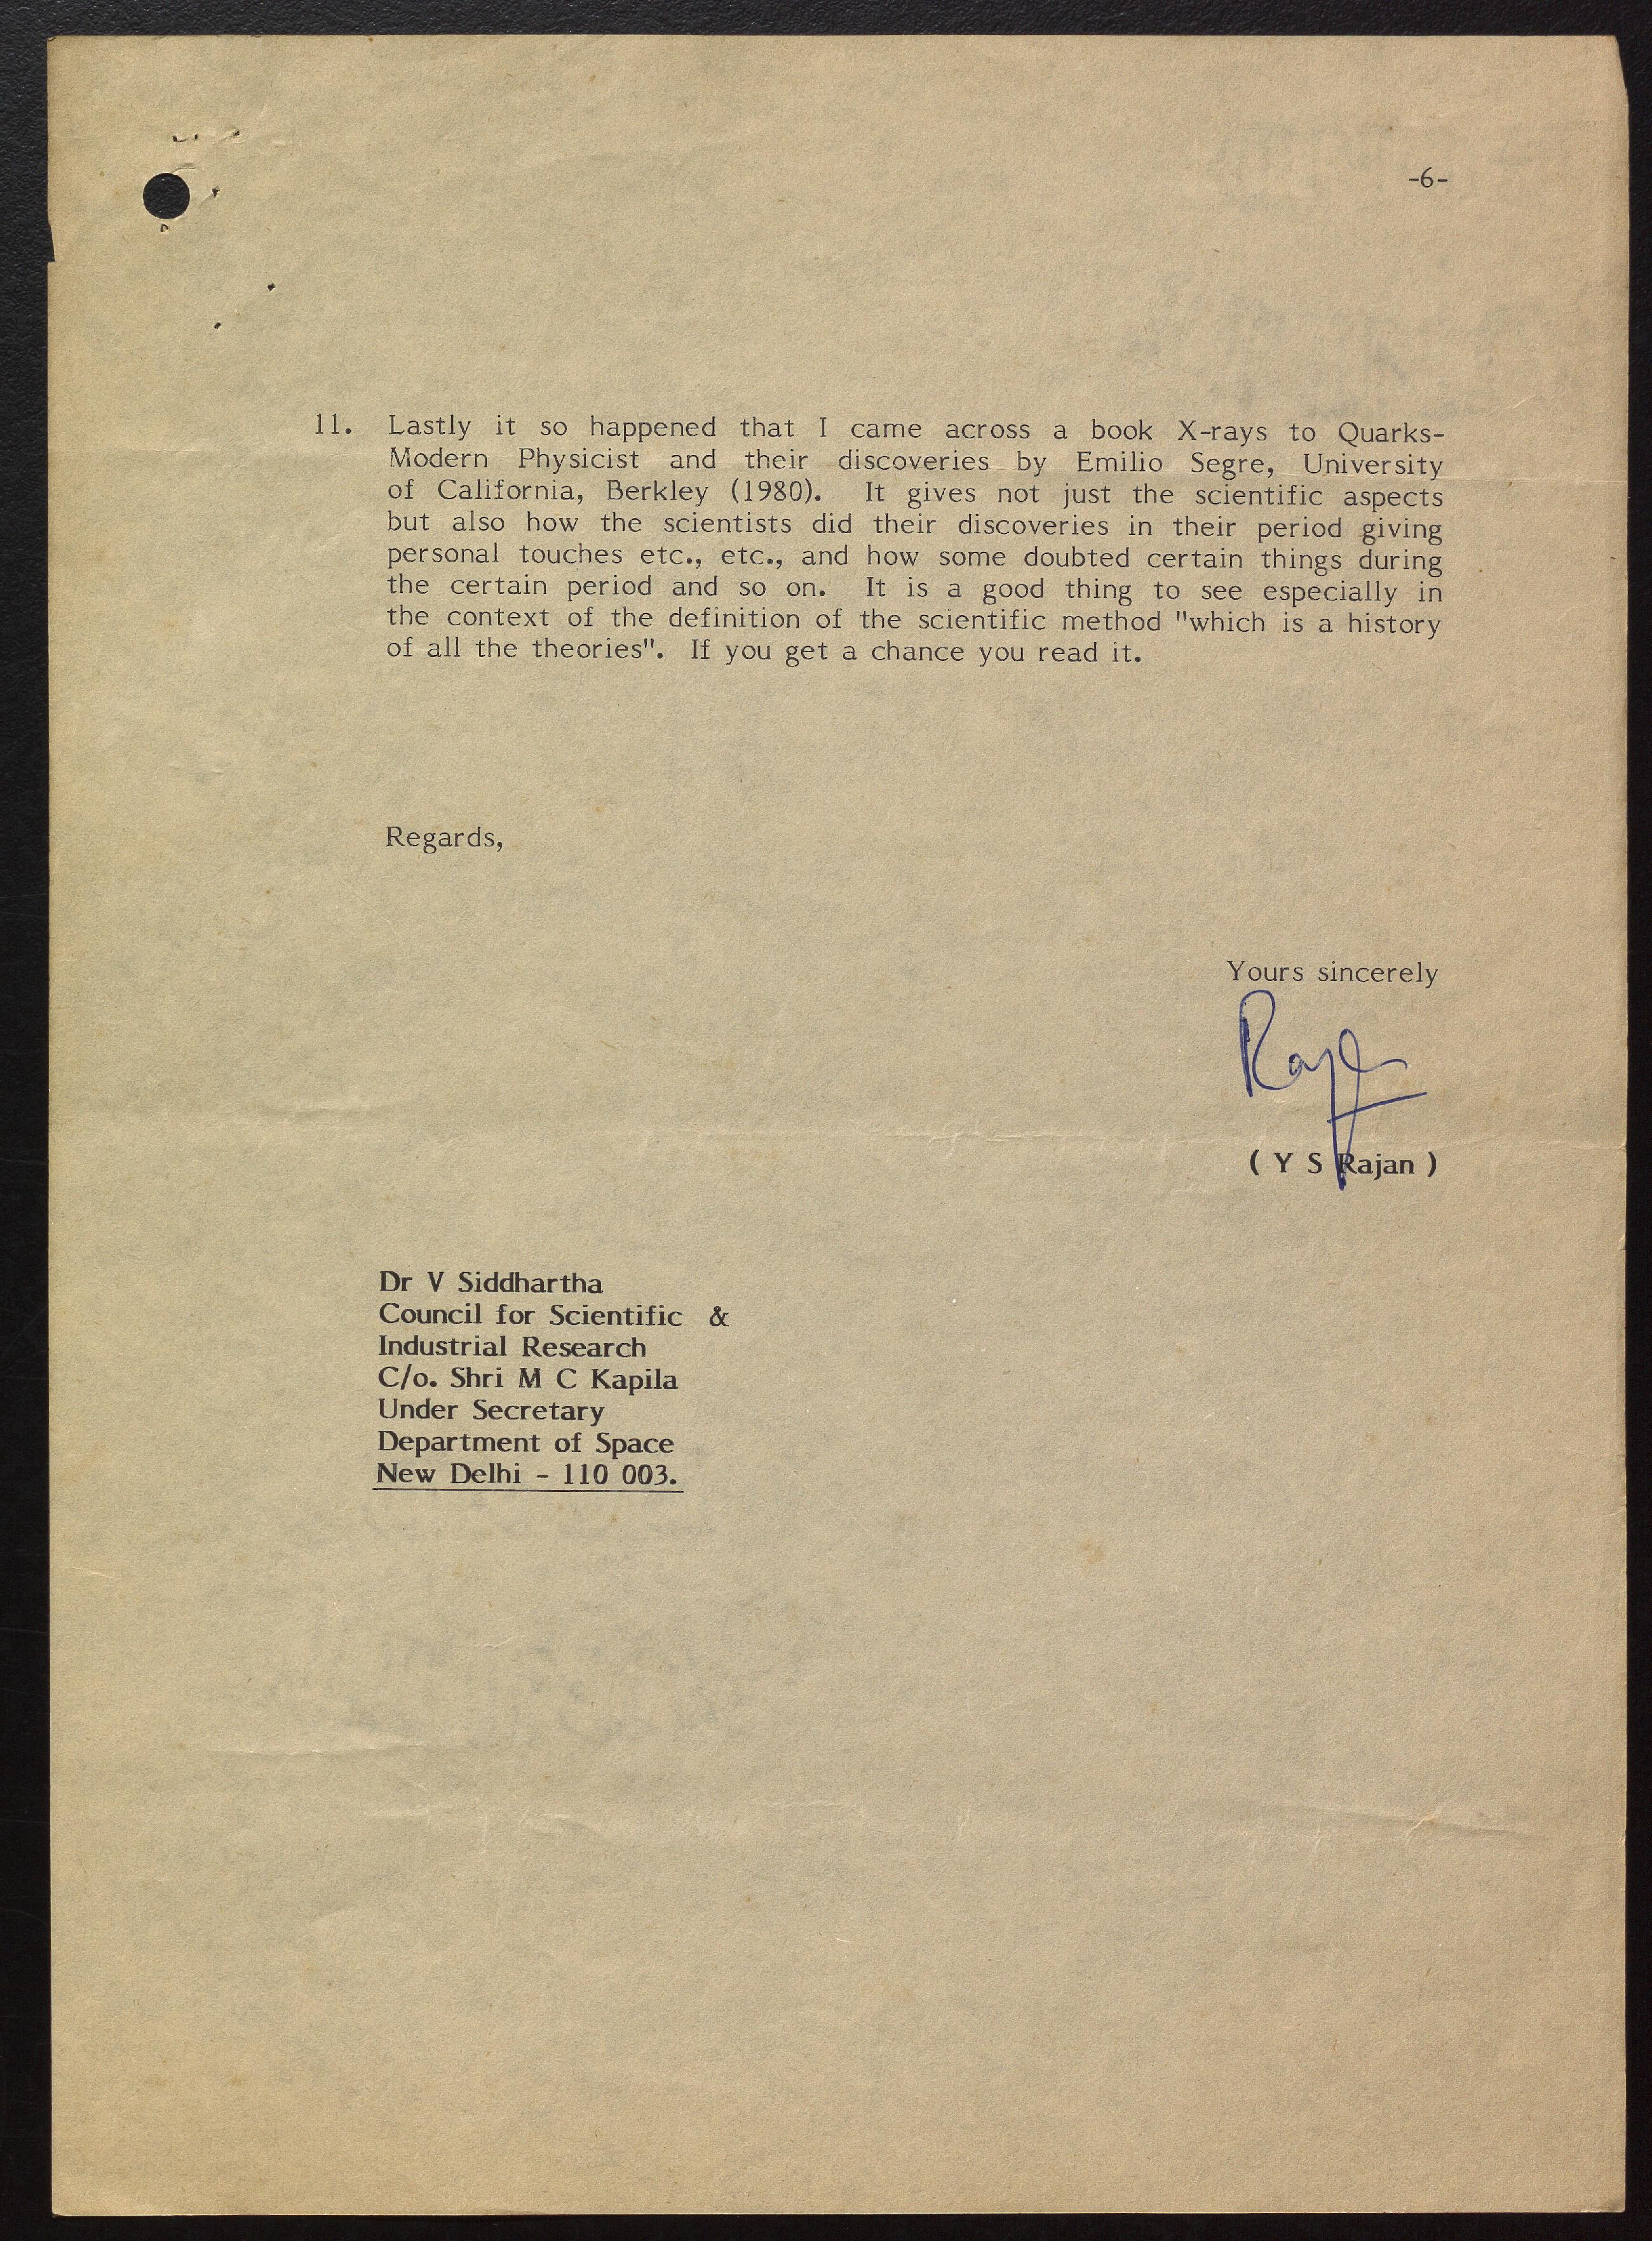 -6-
11. Lastly it so happened that I came across a book X-rays to Quarks-
Modern Physicist and their discoveries by Emilio Segre, University
of California, Berkley (1980). It gives not just the scientific aspects
but also how the scientists did their discoveries in their period giving
personal touches etc., etc., and how some doubted certain things during
the certain period and so on. It is a good thing to see especially in
the context of the definition of the scientific method "which is a history
of all the theories". If you get a chance you read it.
Regards,
Yours sincerely
Rajan
( Y S Rajan )
Dr V Siddhartha
Council for Scientific &
Industrial Research
C/o. Shri M C Kapila
Under Secretary
Department of Space
New Delhi - 110 003.